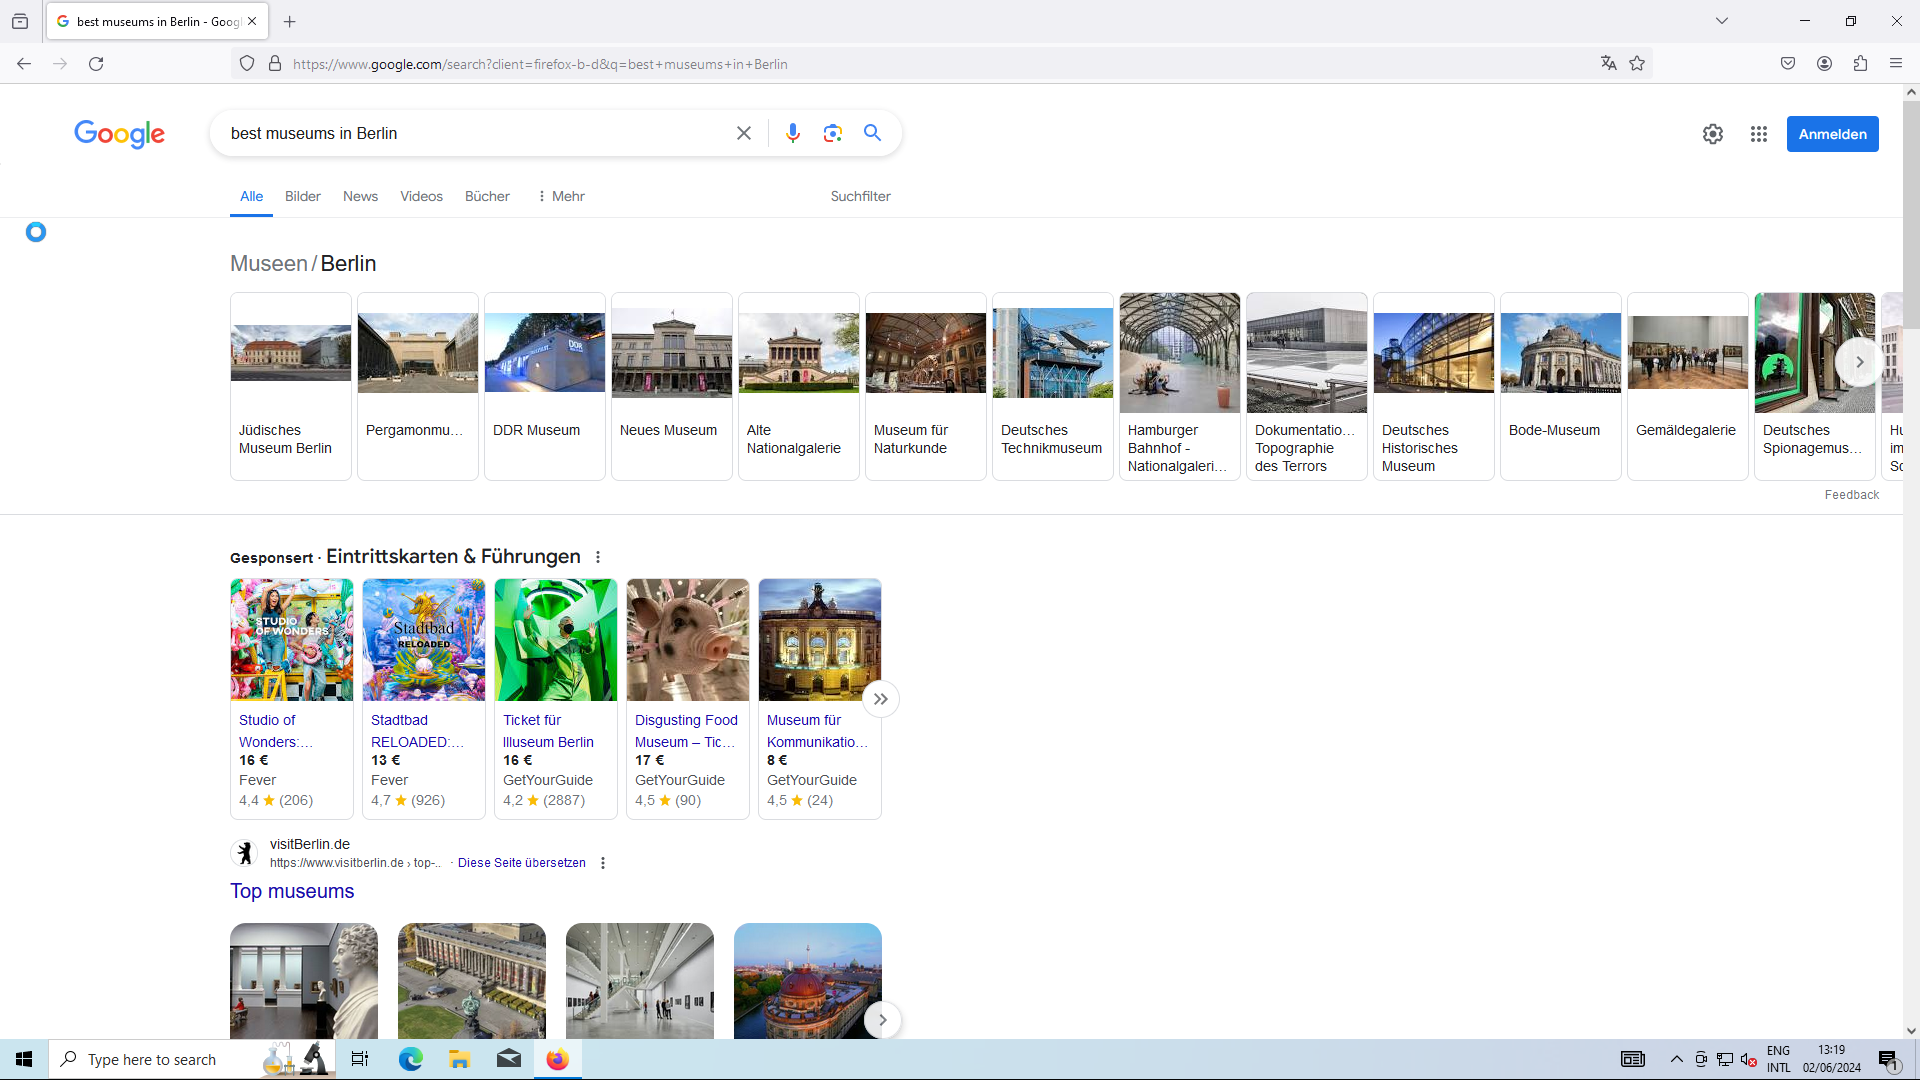 best museums in Berlin - Goog
https://www.google.com/search?client=firefox-b-d&q=best+museums+in+Berlin
Google
best museums in Berlin
Anmelden
Alle
Bilder
News
Videos
Bücher
Mehr
Suchfilter
Museen/Berlin
Jüdisches
Museum Berlin
Pergamonmu…
DDR Museum
Neues Museum
Alte
Nationalgalerie
Museum für
Naturkunde
Deutsches
Technikmuseum
Hamburger
Bahnhof -
Nationalgaleri…
Dokumentatio…
Topographie
des Terrors
Deutsches
Historisches
Museum
Bode-Museum
Gemäldegalerie
Deutsches
Spionagemus…
Hu
im
Sc
Feedback
Gesponsert · Eintrittskarten & Führungen
STUDIO
OF WONDERS
Studio of
Wonders:…
16 €
Fever
4,4 (206)
Stadtbad
RELOADED
Stadtbad
RELOADED:…
13 €
Fever
4,7 (926)
Ticket für
Illuseum Berlin
16 €
GetYourGuide
4,2 (2887)
Disgusting Food
Museum – Tic…
17 €
GetYourGuide
4,5 (90)
Museum für
Kommunikatio…
8 €
GetYourGuide
4,5 (24)
visitBerlin.de
https://www.visitberlin.de › top-.. · Diese Seite übersetzen
Top museums
Type here to search
ENG
INTL
13:19
02/06/2024
1